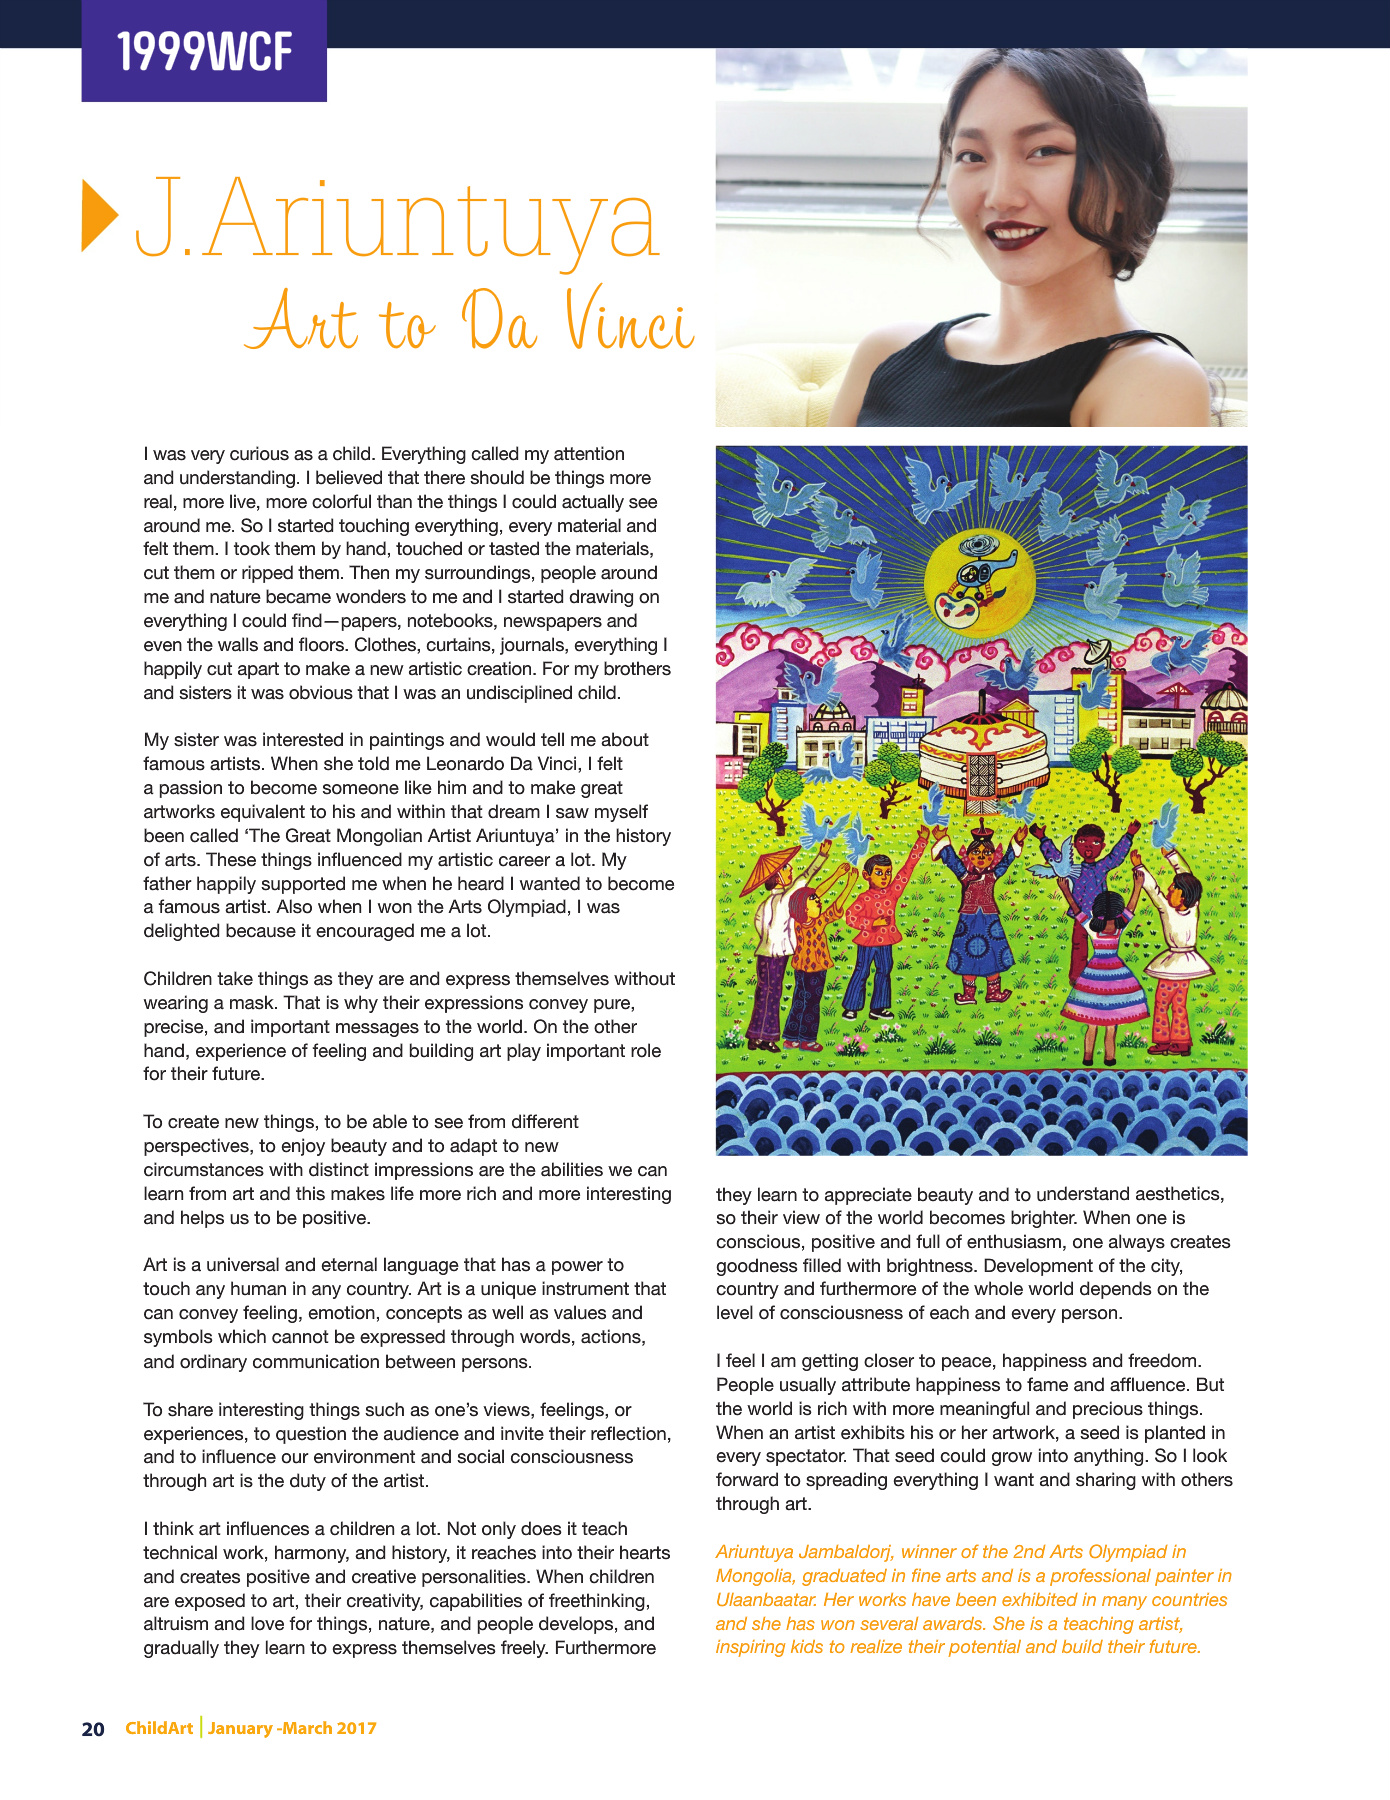 1999WCF
J.Ariuntuya
Art to Da Vinci
I was very curious as a child. Everything called my attention
and understanding. I believed that there should be things more
real, more live, more colorful than the things I could actually see
around me. So I started touching everything, every material and
felt them. I took them by hand, touched or tasted the materials,
cut them or ripped them. Then my surroundings, people around
me and nature became wonders to me and I started drawing on
everything I could find—papers, notebooks, newspapers and
even the walls and floors. Clothes, curtains, journals, everything I
happily cut apart to make a new artistic creation. For my brothers
and sisters it was obvious that I was an undisciplined child.
My sister was interested in paintings and would tell me about
famous artists. When she told me Leonardo Da Vinci, I felt
a passion to become someone like him and to make great
artworks equivalent to his and within that dream I saw myself
been called ‘The Great Mongolian Artist Ariuntuya’ in the history
of arts. These things influenced my artistic career a lot. My
father happily supported me when he heard I wanted to become
a famous artist. Also when I won the Arts Olympiad, I was
delighted because it encouraged me a lot.
Children take things as they are and express themselves without
wearing a mask. That is why their expressions convey pure,
precise, and important messages to the world. On the other
hand, experience of feeling and building art play important role
for their future.
To create new things, to be able to see from different
perspectives, to enjoy beauty and to adapt to new
circumstances with distinct impressions are the abilities we can
learn from art and this makes life more rich and more interesting
and helps us to be positive.
Art is a universal and eternal language that has a power to
touch any human in any country. Art is a unique instrument that
can convey feeling, emotion, concepts as well as values and
symbols which cannot be expressed through words, actions,
and ordinary communication between persons.
To share interesting things such as one’s views, feelings, or
experiences, to question the audience and invite their reflection,
and to influence our environment and social consciousness
through art is the duty of the artist.
I think art influences a children a lot. Not only does it teach
technical work, harmony, and history, it reaches into their hearts
and creates positive and creative personalities. When children
are exposed to art, their creativity, capabilities of freethinking,
altruism and love for things, nature, and people develops, and
gradually they learn to express themselves freely. Furthermore
they learn to appreciate beauty and to understand aesthetics,
so their view of the world becomes brighter. When one is
conscious, positive and full of enthusiasm, one always creates
goodness filled with brightness. Development of the city,
country and furthermore of the whole world depends on the
level of consciousness of each and every person.
I feel I am getting closer to peace, happiness and freedom.
People usually attribute happiness to fame and affluence. But
the world is rich with more meaningful and precious things.
When an artist exhibits his or her artwork, a seed is planted in
every spectator. That seed could grow into anything. So I look
forward to spreading everything I want and sharing with others
through art.
Ariuntuya Jambaldorj, winner of the 2nd Arts Olympiad in
Mongolia, graduated in fine arts and is a professional painter in
Ulaanbaatar. Her works have been exhibited in many countries
and she has won several awards. She is a teaching artist,
inspiring kids to realize their potential and build their future.
20 ChildArt | January -March 2017